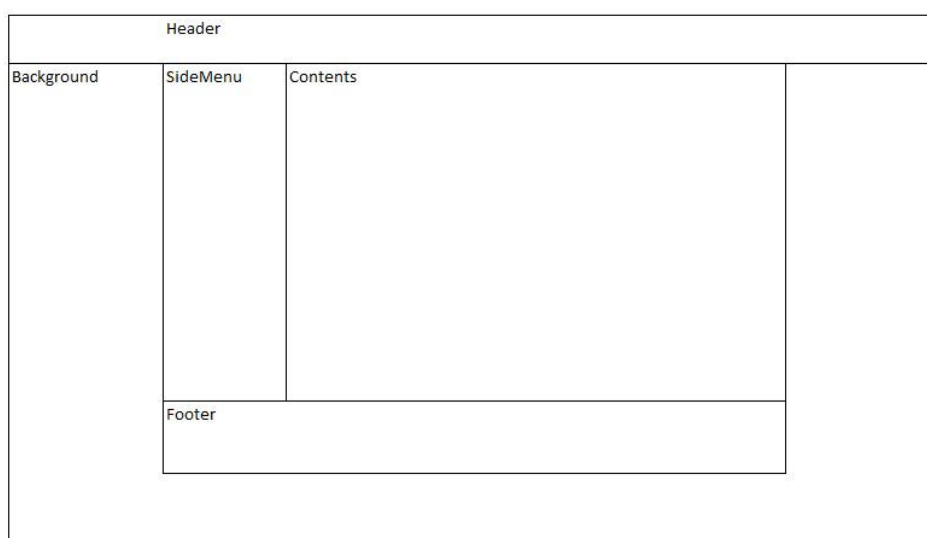 Header
Background
SideMenu
Contents
Footer